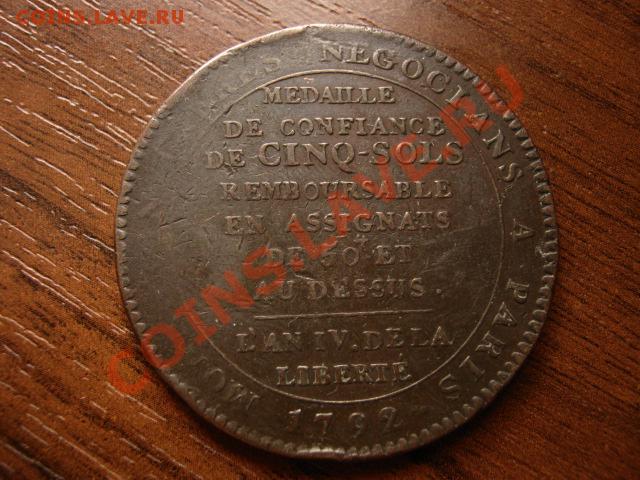 COINS.LAVE.RU
MEDAILLE
DE CONFIANCE
DE CINQ-SOLS
REMBOURSABLE
EN ASSIGNATS
DE 50# ET
AU DESSUS.
L'AN IV. DE LA
LIBERTÉ
NEGOCIANS A PARIS
1792
COINS.LAVE.RU